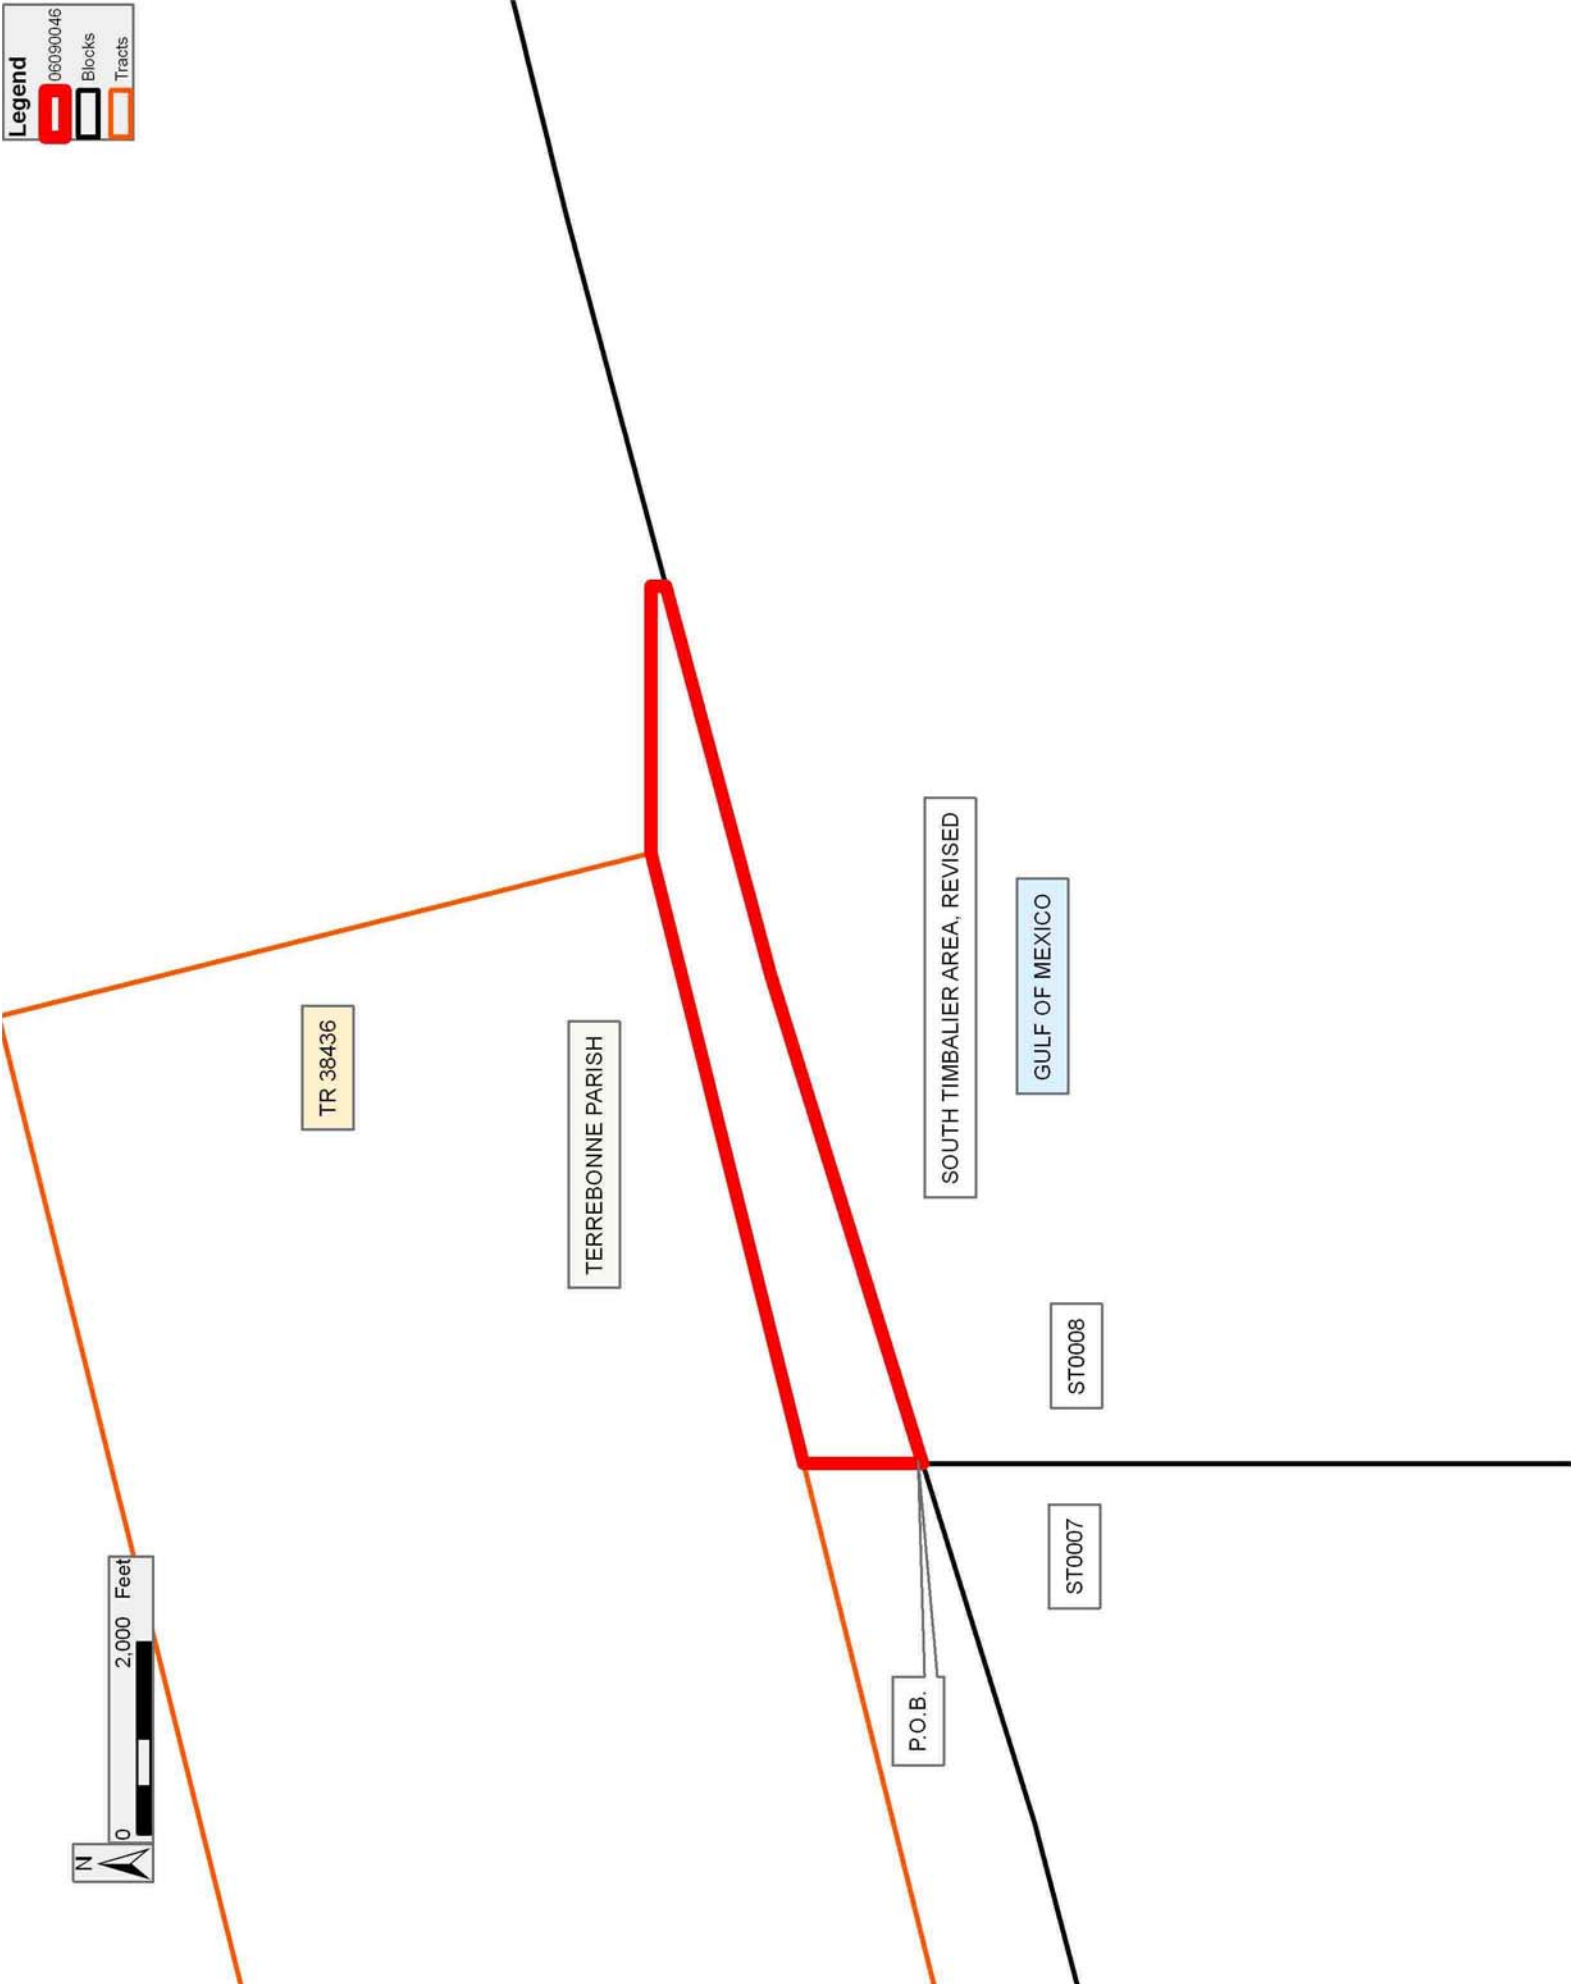 Legend
06090046
Blocks
Tracts
N
0 2,000 Feet
TR 38436
TERREBONNE PARISH
SOUTH TIMBALIER AREA, REVISED
GULF OF MEXICO
P.O.B.
ST0007
ST0008